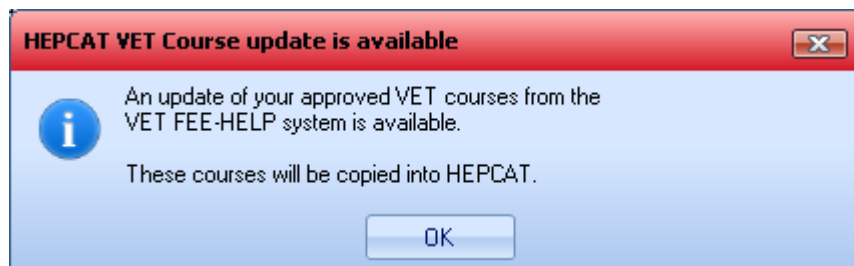 HEPCAT VET Course update is available
An update of your approved VET courses from the
VET FEE-HELP system is available.
These courses will be copied into HEPCAT.
OK